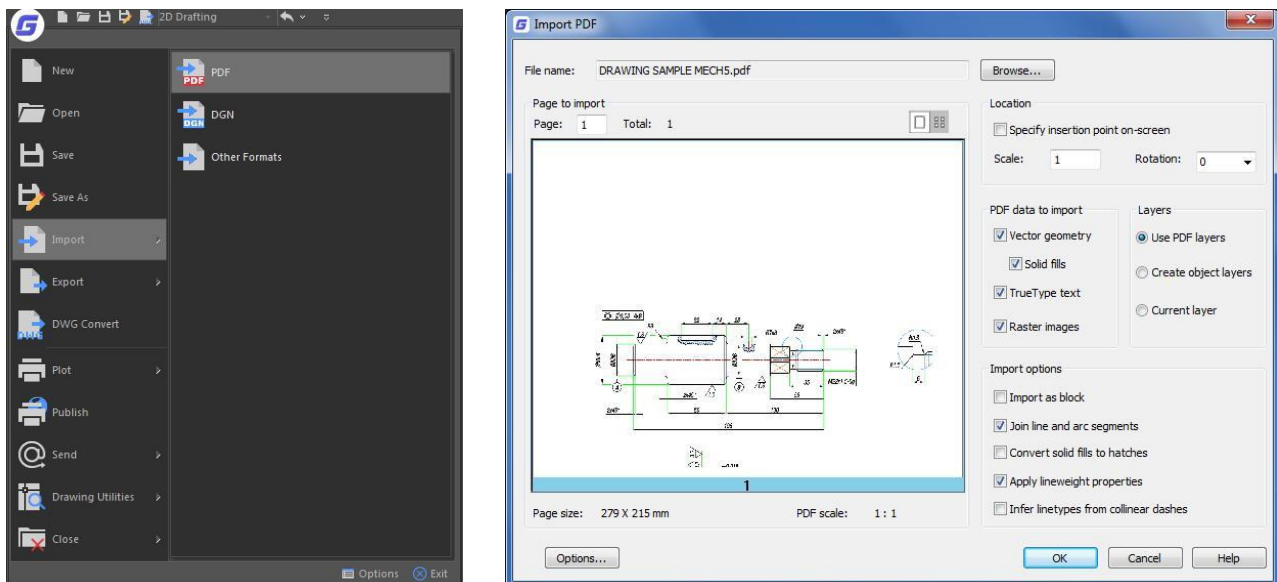 2D Drafting
New
Open
Save
Save As
Import
Export
DWG Convert
Plot
Publish
Send
Drawing Utilities
Close
PDF
DGN
Other Formats
Options
Exit
Import PDF
File name: DRAWING SAMPLE MECH5.pdf Browse...
Page to import
Page: 1 Total: 1
1
Page size: 279 X 215 mm PDF scale: 1 : 1
Location
Specify insertion point on-screen
Scale: 1 Rotation: 0
PDF data to import
Vector geometry
Solid fills
TrueType text
Raster images
Layers
Use PDF layers
Create object layers
Current layer
Import options
Import as block
Join line and arc segments
Convert solid fills to hatches
Apply lineweight properties
Infer linetypes from collinear dashes
Options... OK Cancel Help